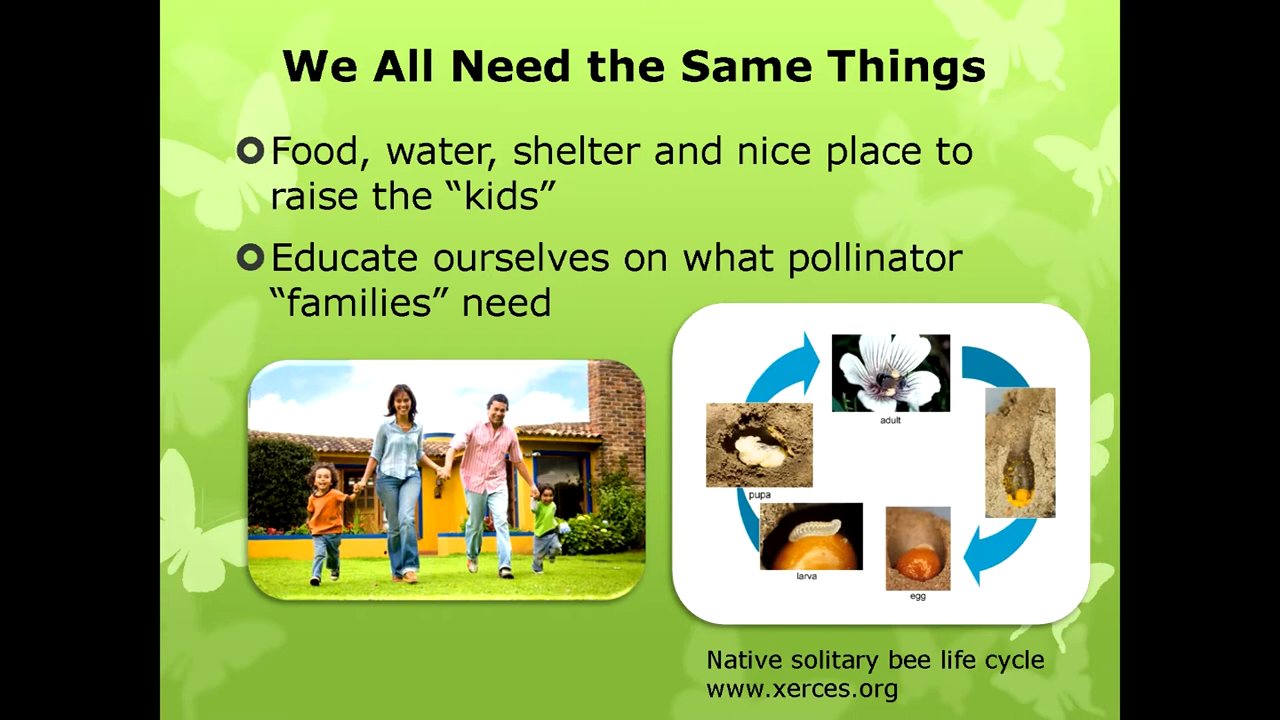 We All Need the Same Things
Food, water, shelter and nice place to
raise the “kids”
Educate ourselves on what pollinator
“families” need
adult
pupa
larva
egg
Native solitary bee life cycle
www.xerces.org